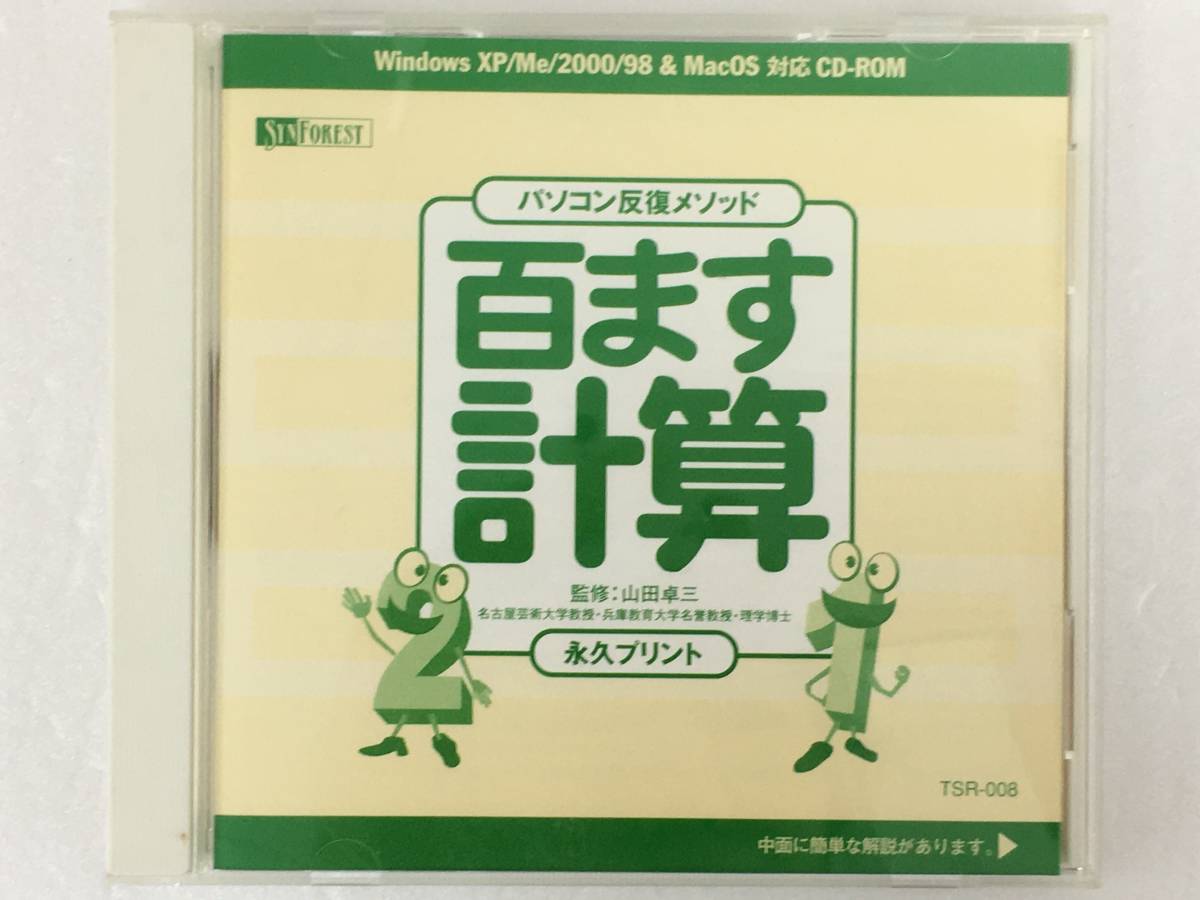 Windows XP/Me/2000/98 & MacOS 対応 CD-ROM
SYNFOREST
パソコン反復メソッド
百ます
計算
監修：山田卓三
名古屋芸術大学教授・兵庫教育大学名誉教授・理学博士
永久プリント
TSR-008
中面に簡単な解説があります。